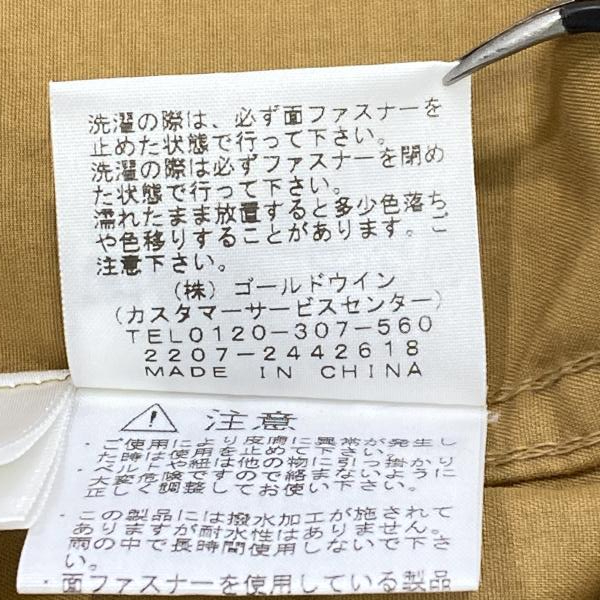 洗濯の際は、必ず面ファスナーを
止めた状態で行って下さい。
洗濯の際は必ずファスナーを閉め
た状態で行って下さい。
濡れたまま放置すると多少色落ち
や色移りすることがあります。ご
注意下さい。
(株)ゴールドウイン
(カスタマーサービスセンター)
TEL0120-307-560
2207-2442618
MADE IN CHINA
注意
・ご使用により皮膚に異常が発生し
た時は使用を止めて下さい。
・ベルトや紐は他の物に引っ掛かり
大変危険ですので絡まないように
正しく調整してお使い下さい。
・この製品には撥水加工が施されて
ありますが耐水性はありません。
雨の中で長時間使用しないで下さ
い。
・面ファスナーを使用している製品